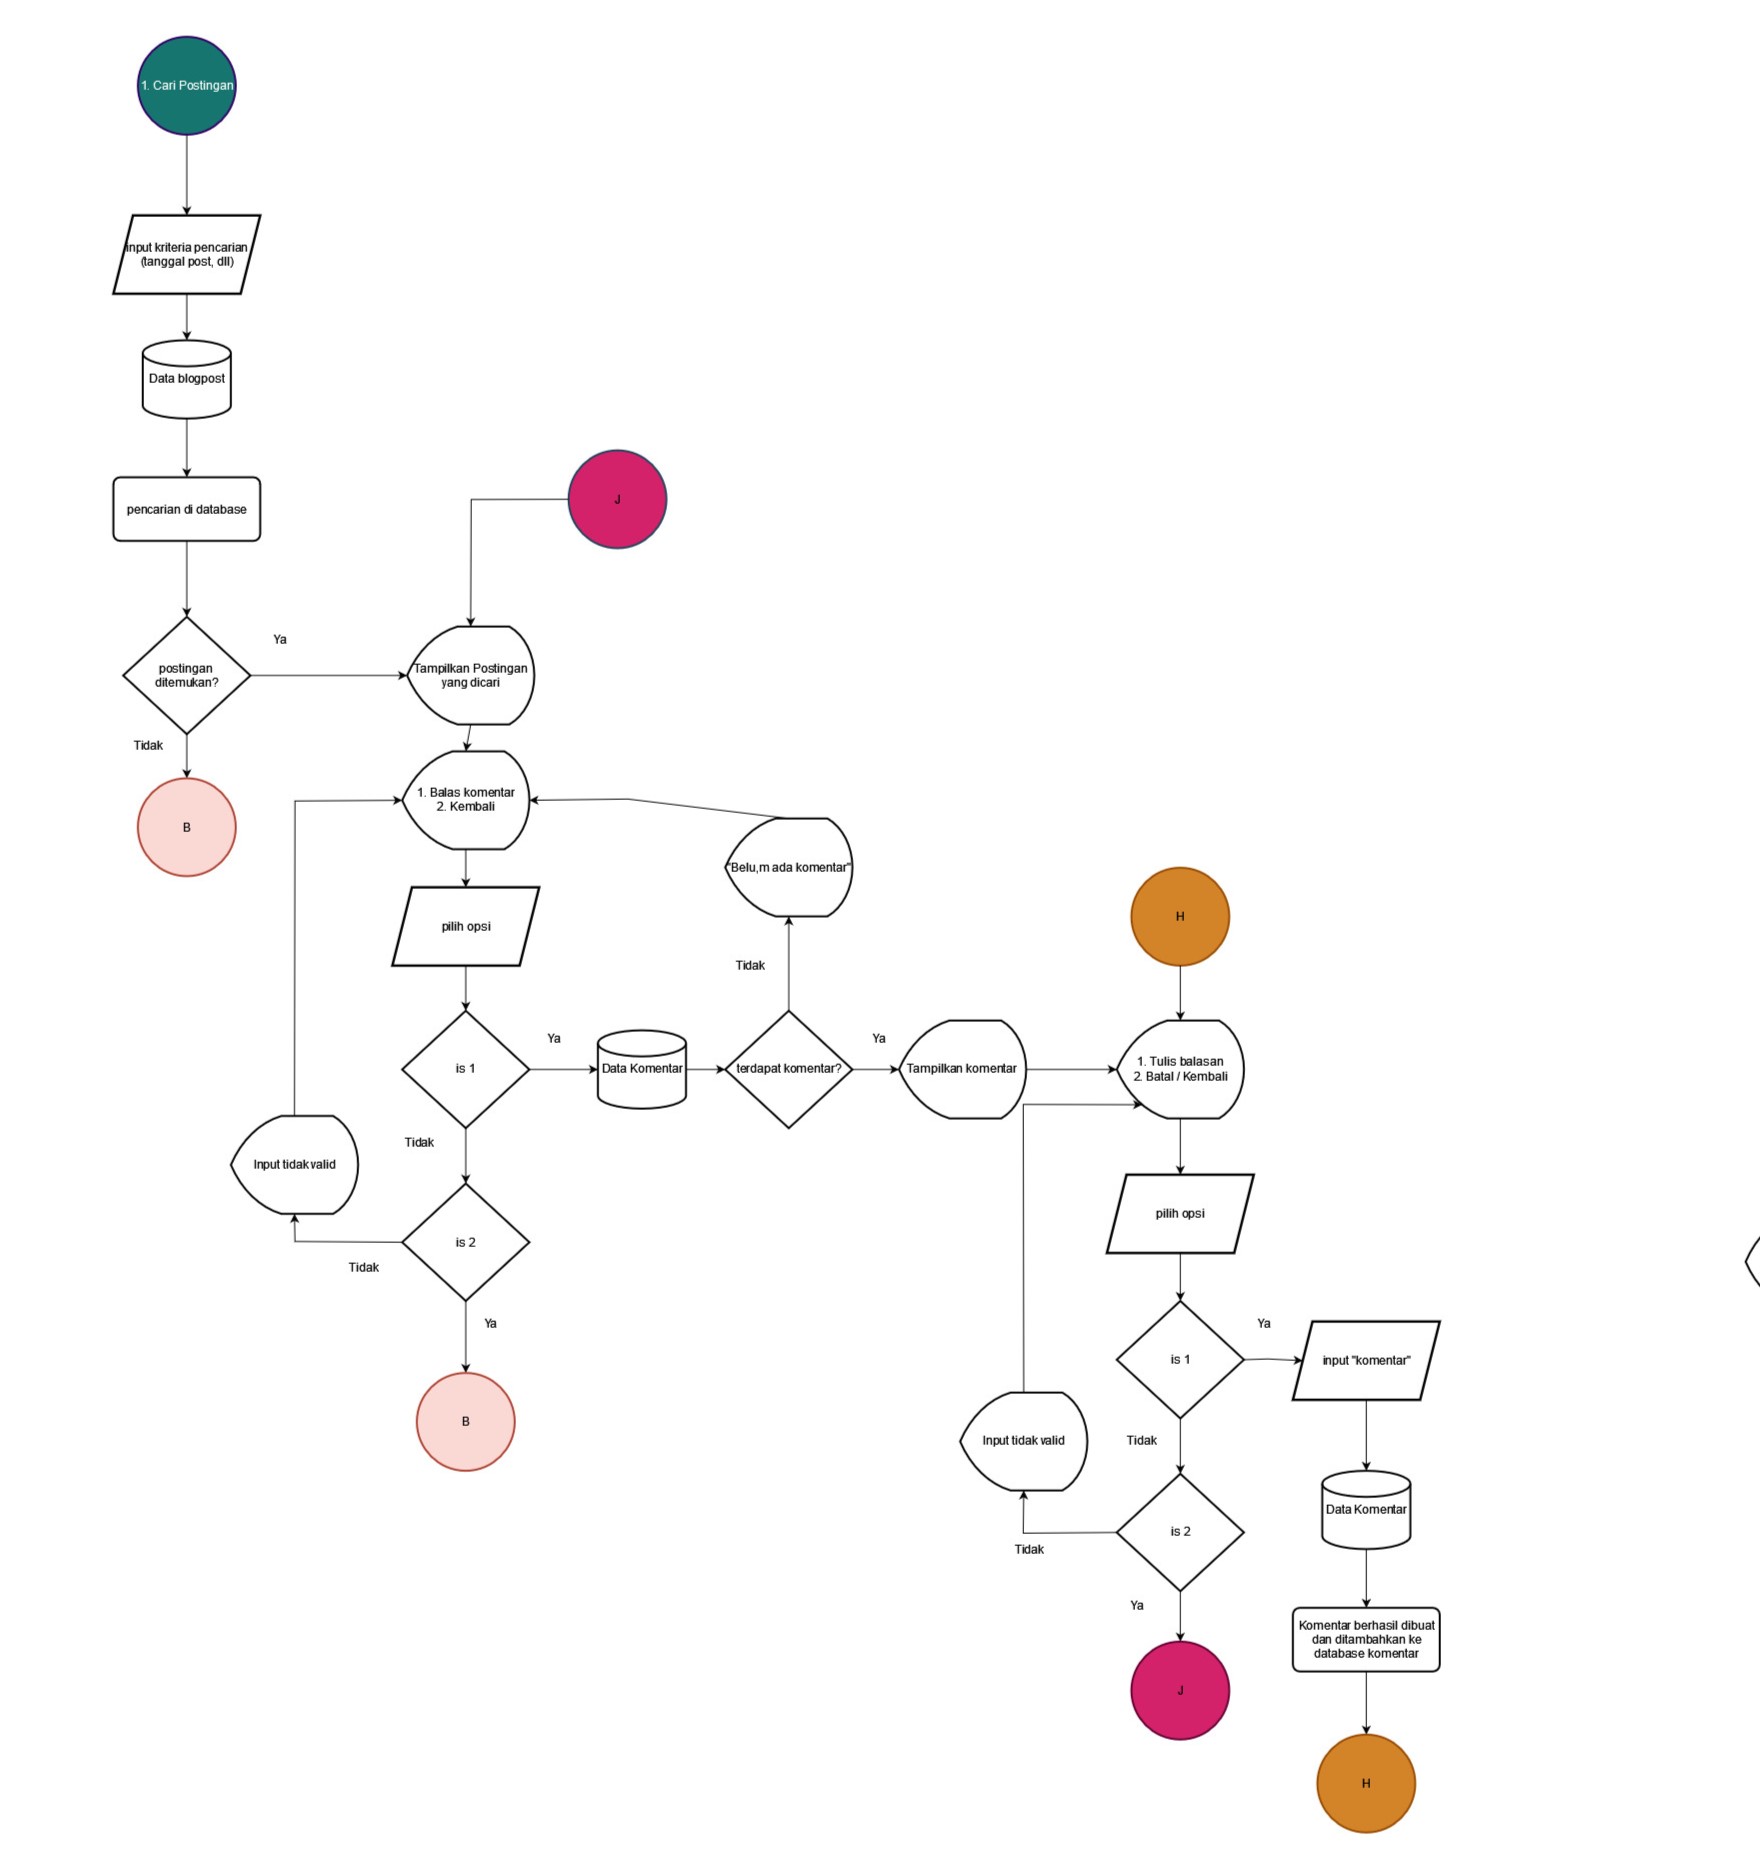 1. Cari Postingan
input kriteria pencarian
(tanggal post, dll)
Data blogpost
pencarian di database
J
postingan
ditemukan?
Ya
Tampilkan Postingan
yang dicari
Tidak
B
1. Balas komentar
2. Kembali
"Belu,m ada komentar"
pilih opsi
Tidak
H
is 1
Ya
Data Komentar
terdapat komentar?
Ya
Tampilkan komentar
1. Tulis balasan
2. Batal / Kembali
Tidak
Input tidak valid
is 2
Tidak
Ya
B
pilih opsi
is 1
Ya
input "komentar"
Tidak
Input tidak valid
Data Komentar
is 2
Tidak
Ya
Komentar berhasil dibuat
dan ditambahkan ke
database komentar
J
H